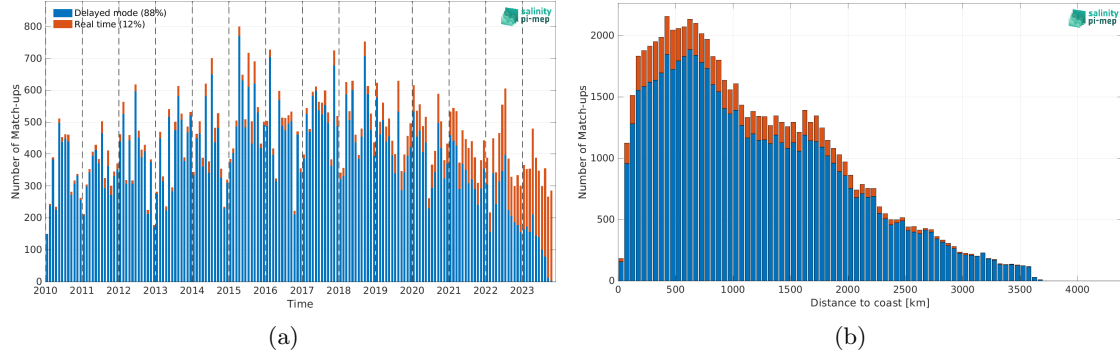 Delayed mode (88%)
Real time (12%)
salinity
pi-mep
Number of Match-ups
800
700
600
500
400
300
200
100
0
2010 2011 2012 2013 2014 2015 2016 2017 2018 2019 2020 2021 2022 2023
Time
(a)
salinity
pi-mep
Number of Match-ups
2000
1500
1000
500
0
0 500 1000 1500 2000 2500 3000 3500 4000
Distance to coast [km]
(b)